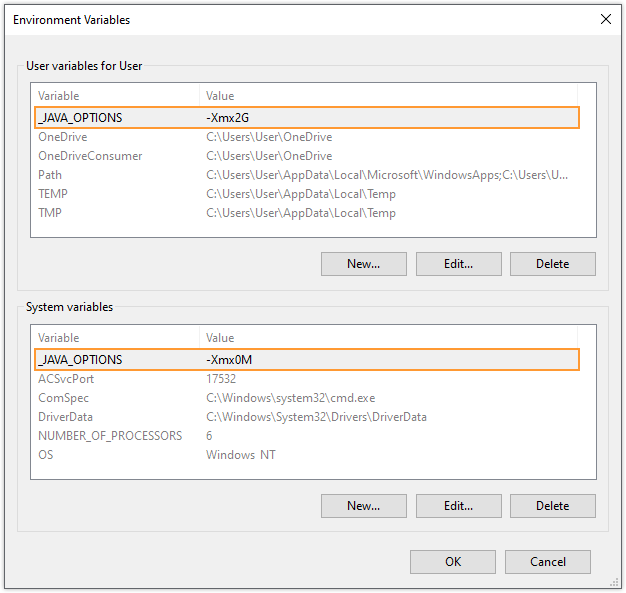 Environment Variables
User variables for User
Variable Value
_JAVA_OPTIONS -Xmx2G
OneDrive C:\Users\User\OneDrive
OneDriveConsumer C:\Users\User\OneDrive
Path C:\Users\User\AppData\Local\Microsoft\WindowsApps;C:\Users\U...
TEMP C:\Users\User\AppData\Local\Temp
TMP C:\Users\User\AppData\Local\Temp
New... Edit... Delete
System variables
Variable Value
_JAVA_OPTIONS -Xmx0M
ACSvcPort 17532
ComSpec C:\Windows\system32\cmd.exe
DriverData C:\Windows\System32\Drivers\DriverData
NUMBER_OF_PROCESSORS 6
OS Windows NT
New... Edit... Delete
OK Cancel